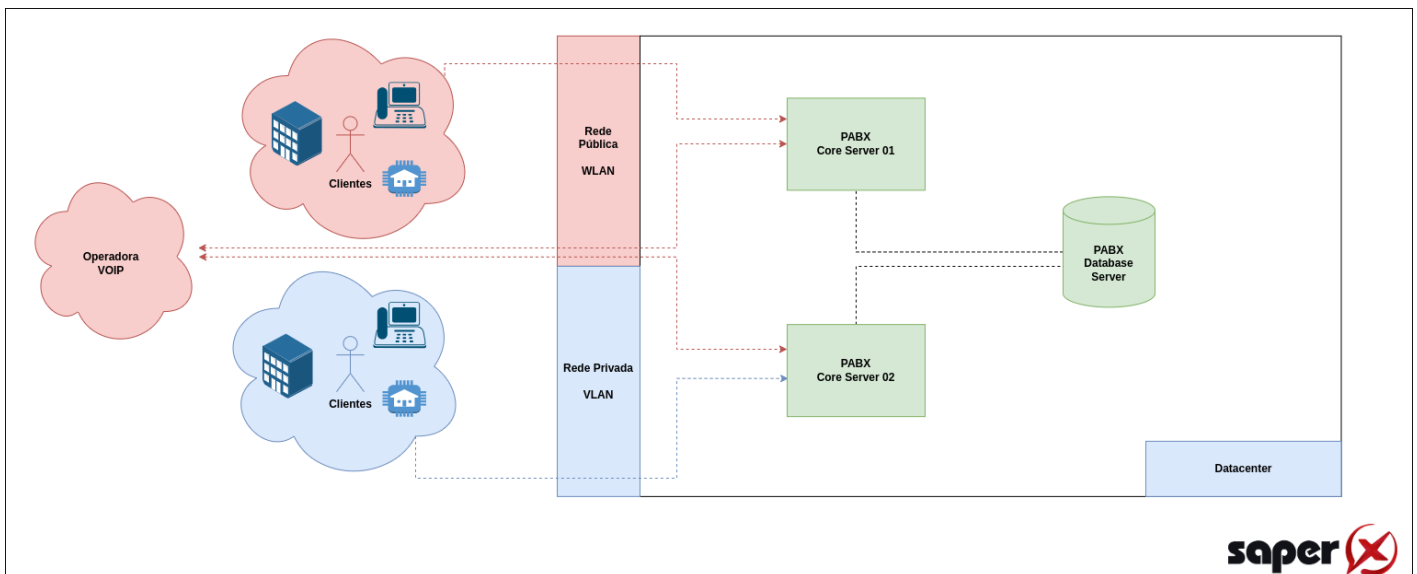 Clientes
Operadora
VOIP
Clientes
Rede
Pública
WLAN
Rede Privada
VLAN
PABX
Core Server 01
PABX
Database
Server
PABX
Core Server 02
Datacenter
saperx